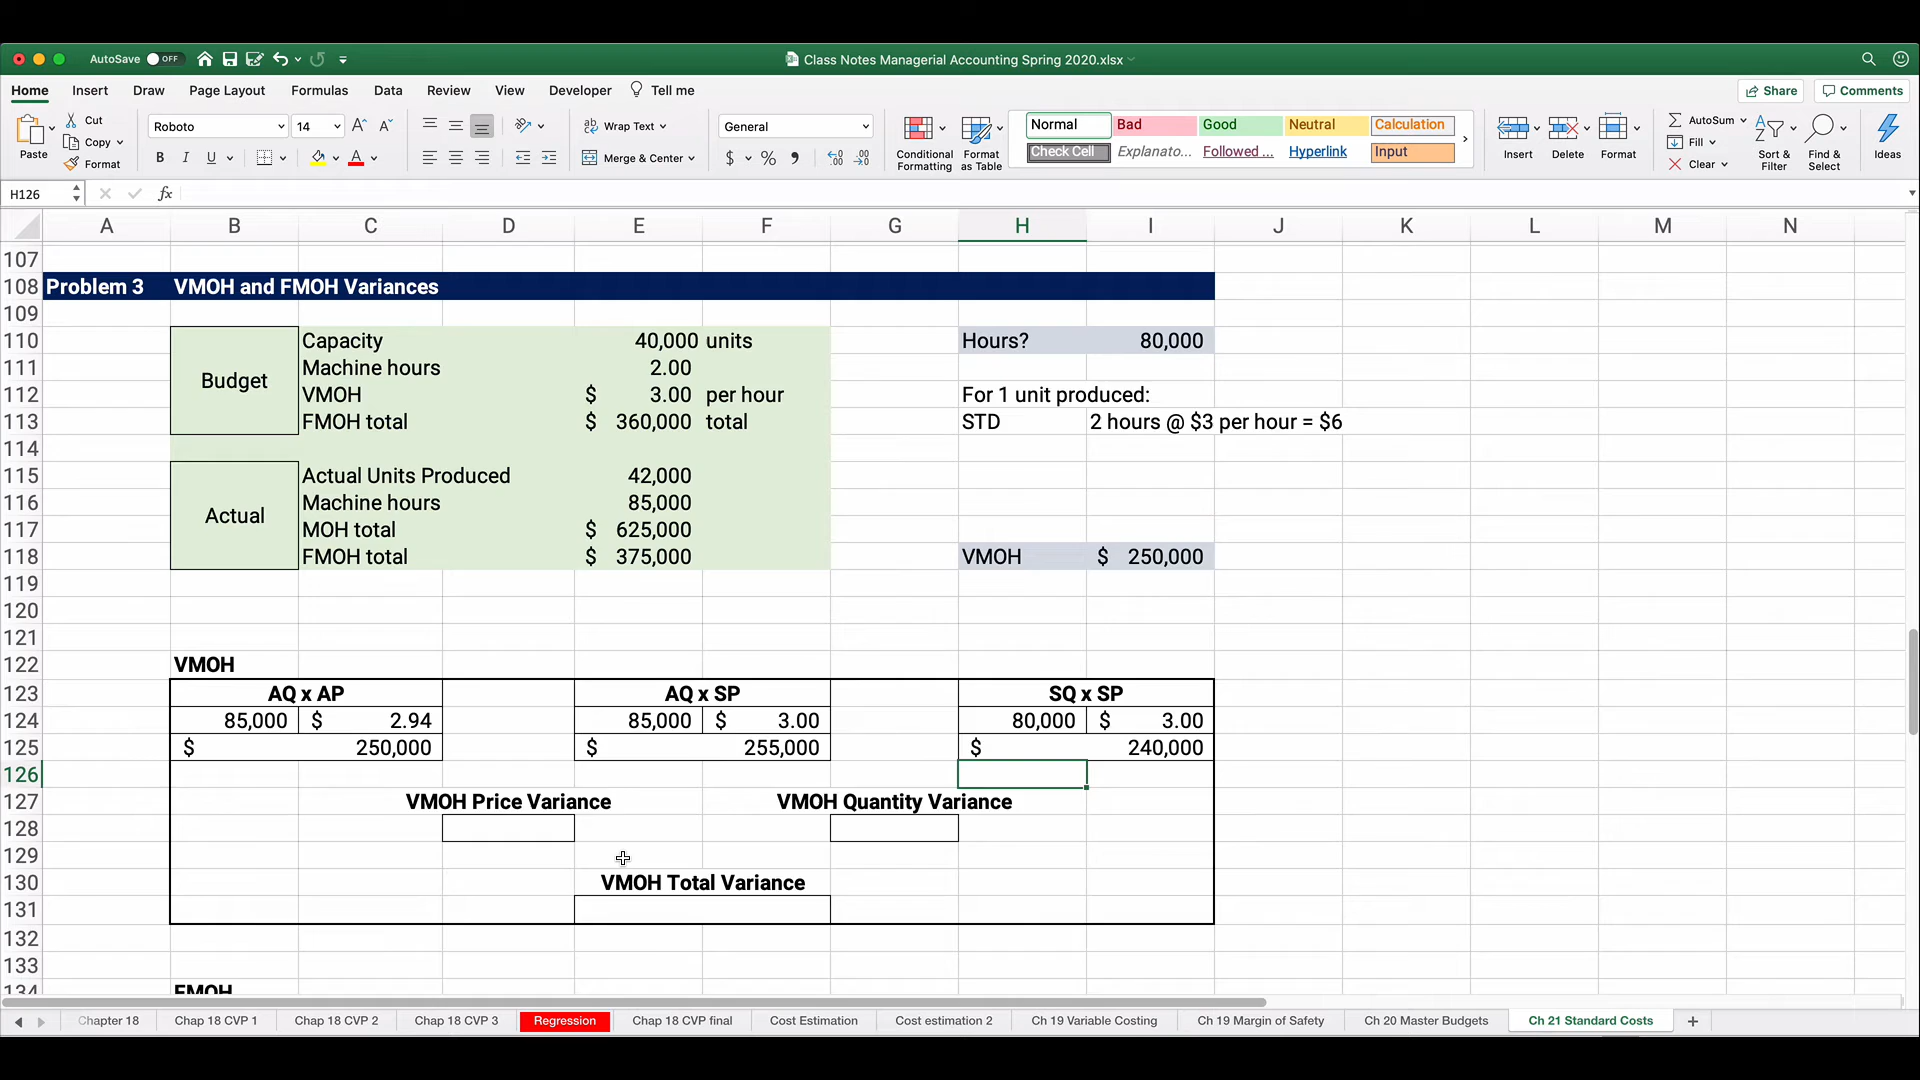 AutoSave OFF Class Notes Managerial Accounting Spring 2020.xlsx
Home Insert Draw Page Layout Formulas Data Review View Developer Tell me Share Comments
Paste Cut Copy Format
Roboto 14 A A
B I U A
Wrap Text
Merge & Center
General
$ % 9
Conditional Formatting
Format as Table
Normal Bad Good Neutral Calculation
Check Cell Explanato... Followed ... Hyperlink Input
Insert Delete Format
AutoSum
Fill
Clear
Sort & Filter
Find & Select
Ideas
H126 fx
A B C D E F G H I J K L M N
107
108 Problem 3 VMOH and FMOH Variances
109
110 Capacity 40,000 units Hours? 80,000
111 Budget Machine hours 2.00
112 VMOH $ 3.00 per hour For 1 unit produced:
113 FMOH total $ 360,000 total STD 2 hours @ $3 per hour = $6
114
115 Actual Units Produced 42,000
116 Actual Machine hours 85,000
117 MOH total $ 625,000
118 FMOH total $ 375,000 VMOH $ 250,000
119
120
121
122 VMOH
123 AQ x AP AQ x SP SQ x SP
124 85,000 $ 2.94 85,000 $ 3.00 80,000 $ 3.00
125 $ 250,000 $ 255,000 $ 240,000
126
127 VMOH Price Variance VMOH Quantity Variance
128
129
130 VMOH Total Variance
131
132
133
134 FMOH
Chapter 18 Chap 18 CVP 1 Chap 18 CVP 2 Chap 18 CVP 3 Regression Chap 18 CVP final Cost Estimation Cost estimation 2 Ch 19 Variable Costing Ch 19 Margin of Safety Ch 20 Master Budgets Ch 21 Standard Costs +